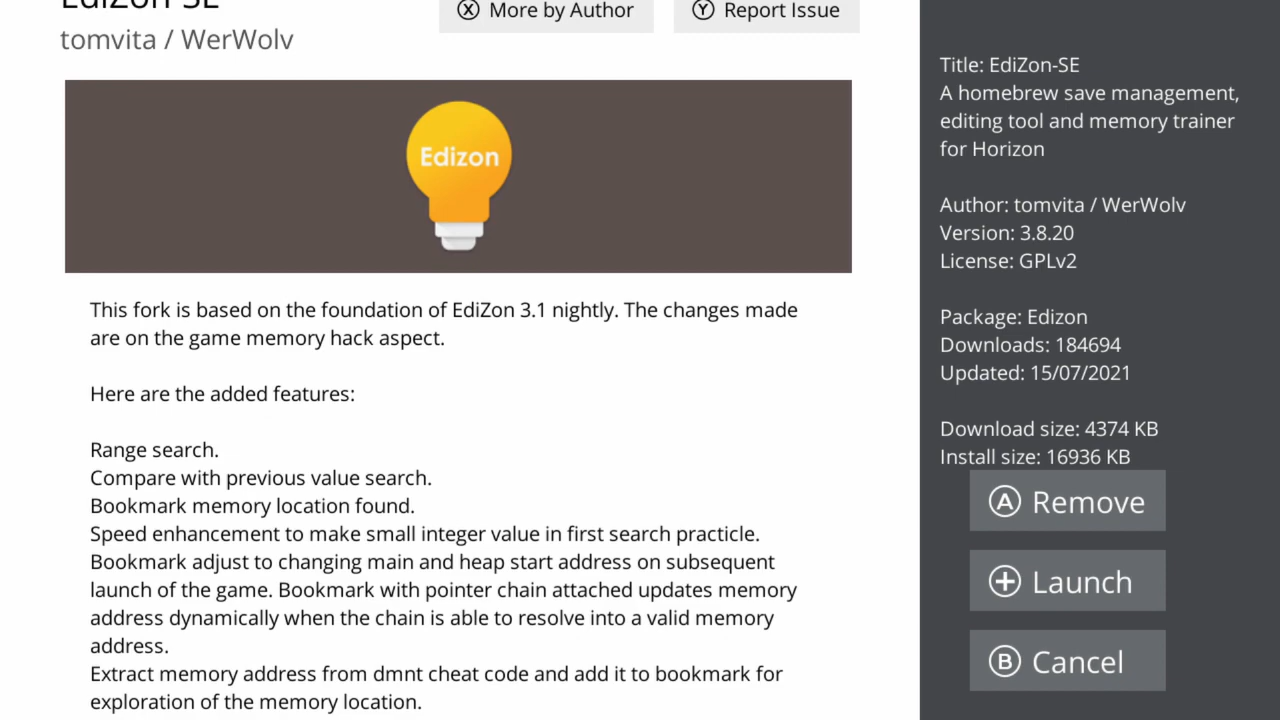 EdiZon-SE
tomvita / WerWolv
X More by Author
Y Report Issue
Edizon
This fork is based on the foundation of EdiZon 3.1 nightly. The changes made
are on the game memory hack aspect.
Here are the added features:
Range search.
Compare with previous value search.
Bookmark memory location found.
Speed enhancement to make small integer value in first search practicle.
Bookmark adjust to changing main and heap start address on subsequent
launch of the game. Bookmark with pointer chain attached updates memory
address dynamically when the chain is able to resolve into a valid memory
address.
Extract memory address from dmnt cheat code and add it to bookmark for
exploration of the memory location.
Title: EdiZon-SE
A homebrew save management,
editing tool and memory trainer
for Horizon
Author: tomvita / WerWolv
Version: 3.8.20
License: GPLv2
Package: Edizon
Downloads: 184694
Updated: 15/07/2021
Download size: 4374 KB
Install size: 16936 KB
A Remove
+ Launch
B Cancel